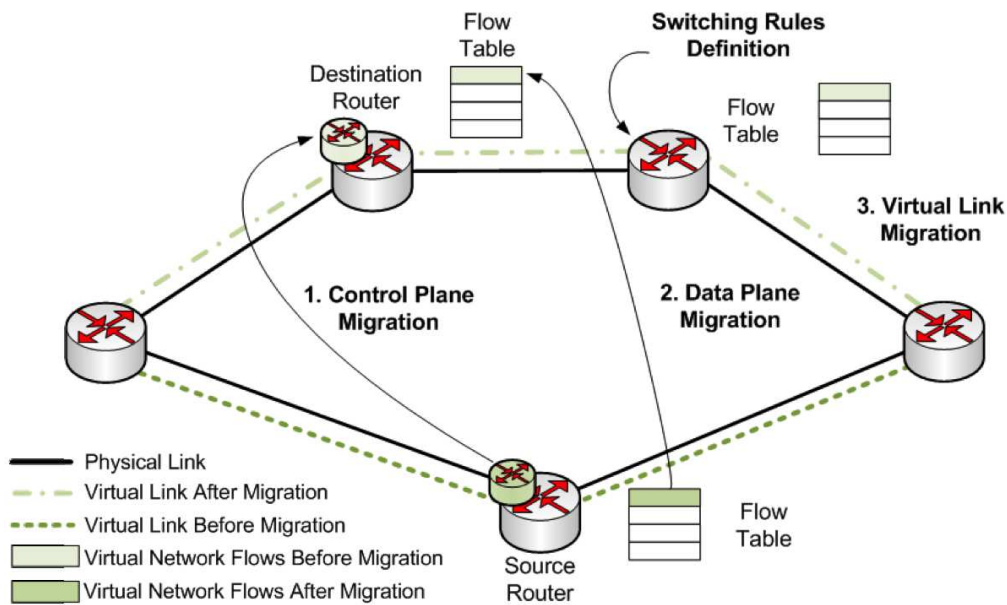 Flow
Table
Switching Rules
Definition
Destination
Router
Flow
Table
3. Virtual Link
Migration
1. Control Plane
Migration
2. Data Plane
Migration
Physical Link
Virtual Link After Migration
Virtual Link Before Migration
Virtual Network Flows Before Migration
Virtual Network Flows After Migration
Source
Router
Flow
Table